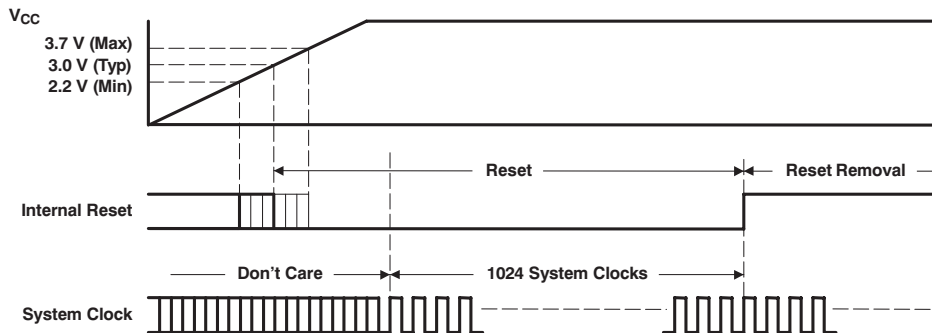 VCC
3.7 V (Max)
3.0 V (Typ)
2.2 V (Min)
Reset
Reset Removal
Internal Reset
Don't Care
1024 System Clocks
System Clock